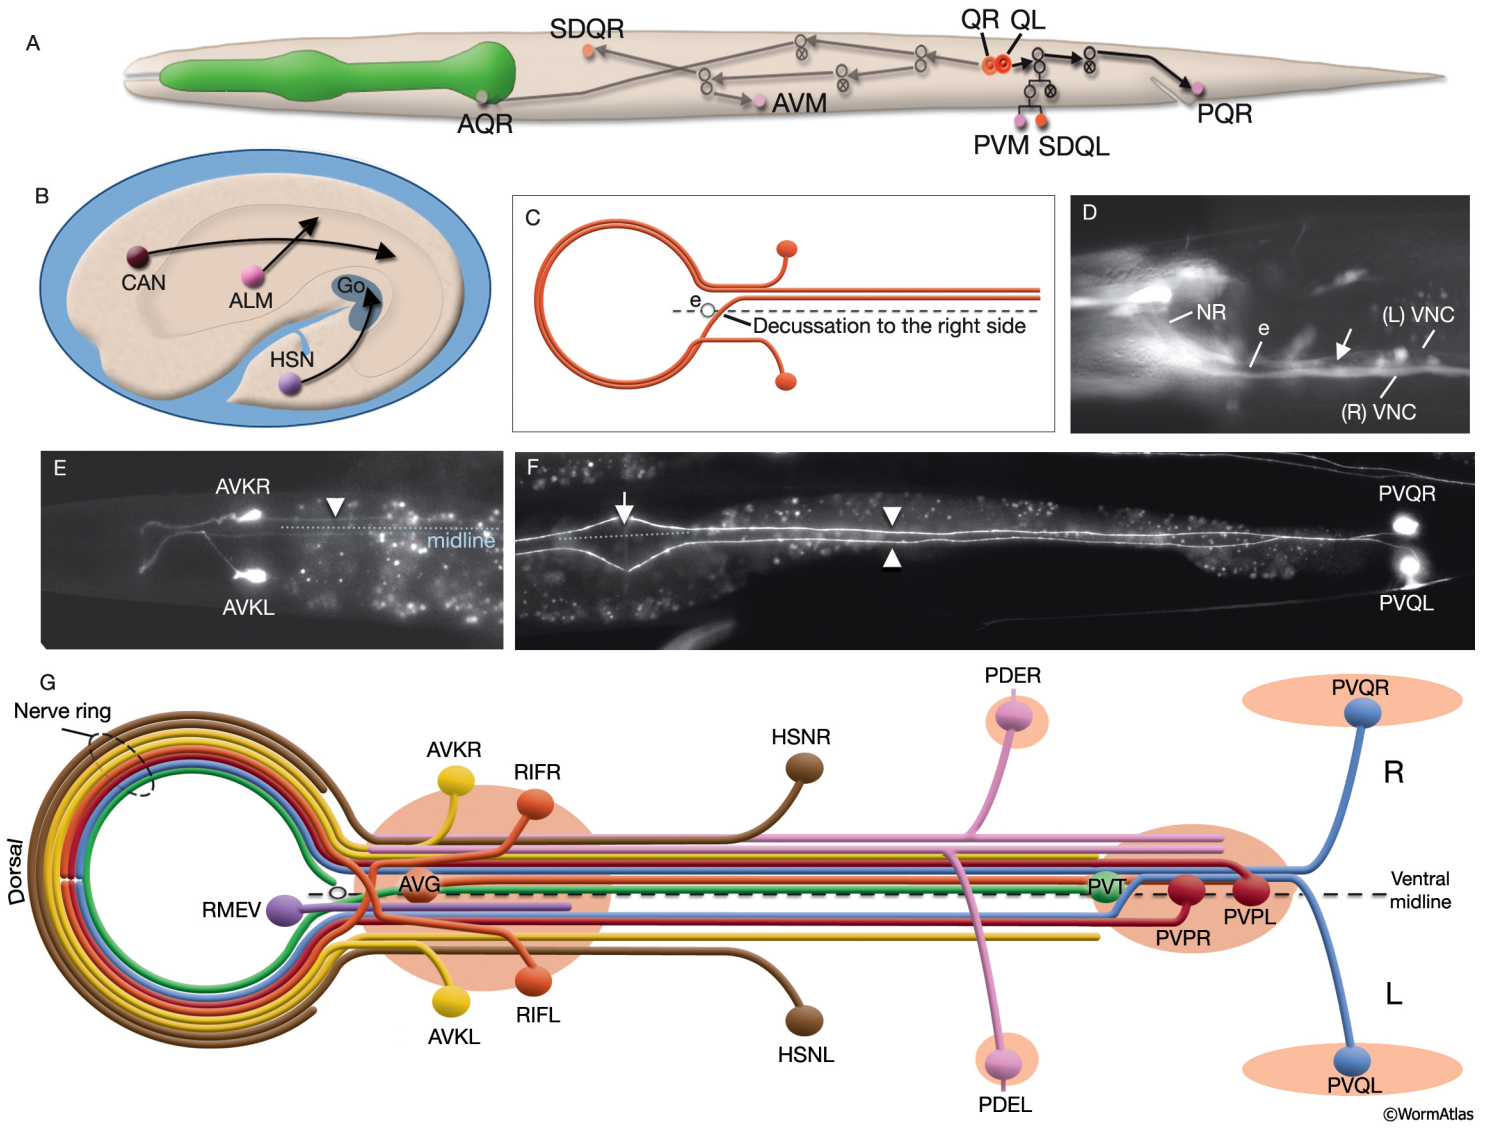 A
SDQR
QR QL
AQR
AVM
PVM SDQL
PQR
B
CAN
ALM
Go
HSN
C
e
Decussation to the right side
D
NR
e
(L) VNC
(R) VNC
E
AVKR
midline
AVKL
F
PVQR
PVQL
G
Nerve ring
Dorsal
AVKR
RIFR
HSNR
PDER
PVQR
R
RMEV
AVG
PVT
PVPR
PVPL
Ventral
midline
AVKL
RIFL
HSNL
PDEL
L
PVQL
©WormAtlas